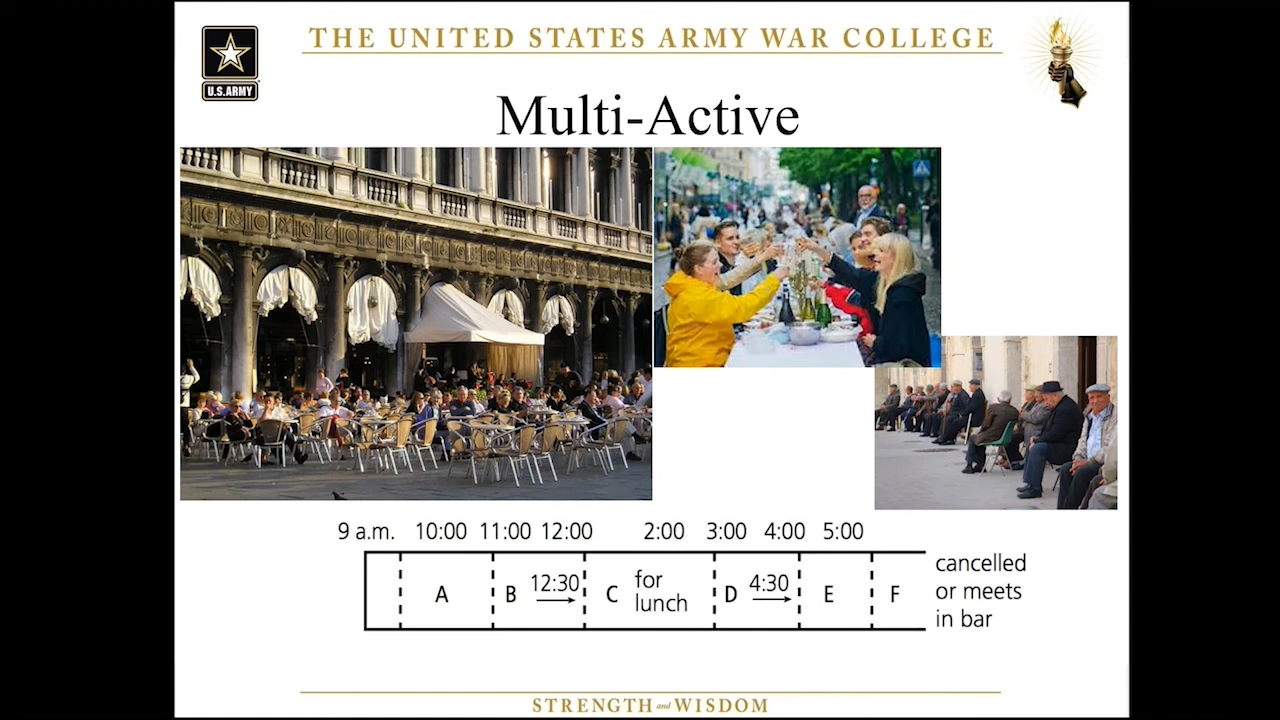 THE UNITED STATES ARMY WAR COLLEGE
U.S. ARMY
Multi-Active
9 a.m. 10:00 11:00 12:00 2:00 3:00 4:00 5:00
A B 12:30 C for lunch D 4:30 E F
cancelled
or meets
in bar
STRENGTH and WISDOM